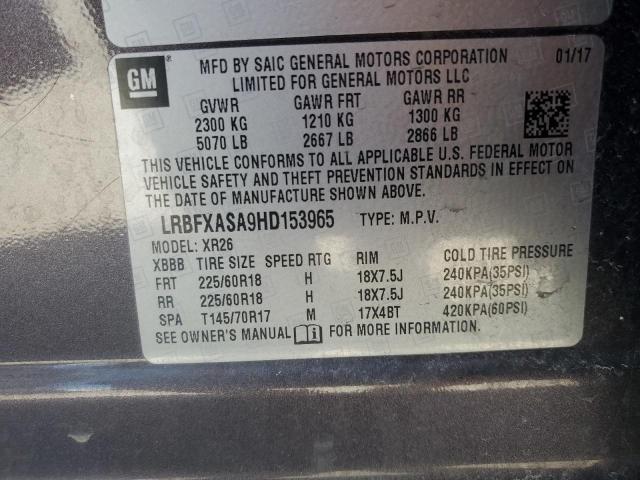 GM
MFD BY SAIC GENERAL MOTORS CORPORATION 01/17
LIMITED FOR GENERAL MOTORS LLC
GVWR GAWR FRT GAWR RR
2300 KG 1210 KG 1300 KG
5070 LB 2667 LB 2866 LB
THIS VEHICLE CONFORMS TO ALL APPLICABLE U.S. FEDERAL MOTOR
VEHICLE SAFETY AND THEFT PREVENTION STANDARDS IN EFFECT ON THE
DATE OF MANUFACTURE SHOWN ABOVE.
LRBFXASA9HD153965 TYPE: M.P.V.
MODEL: XR26
XBBB TIRE SIZE SPEED RTG RIM COLD TIRE PRESSURE
FRT 225/60R18 H 18X7.5J 240KPA(35PSI)
RR 225/60R18 H 18X7.5J 240KPA(35PSI)
SPA T145/70R17 M 17X4BT 420KPA(60PSI)
SEE OWNER'S MANUAL FOR MORE INFORMATION.